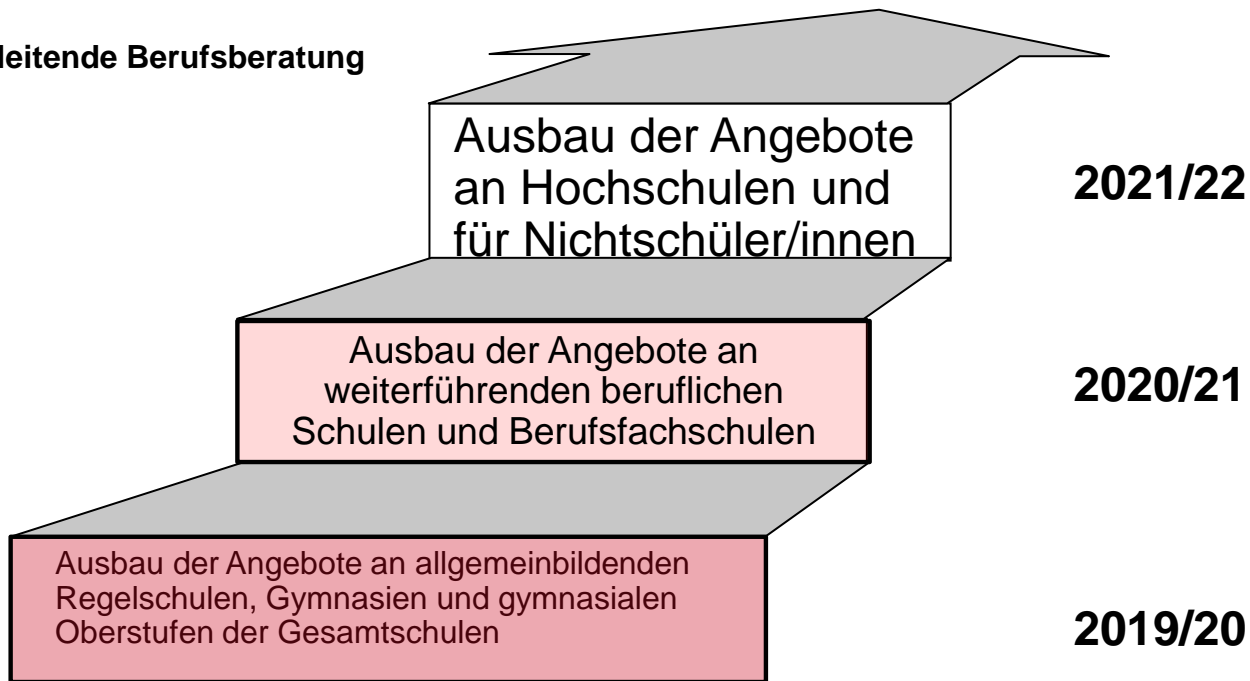 leitende Berufsberatung
Ausbau der Angebote
an Hochschulen und
für Nichtschüler/innen
2021/22
Ausbau der Angebote an
weiterführenden beruflichen
Schulen und Berufsfachschulen
2020/21
Ausbau der Angebote an allgemeinbildenden
Regelschulen, Gymnasien und gymnasialen
Oberstufen der Gesamtschulen
2019/20